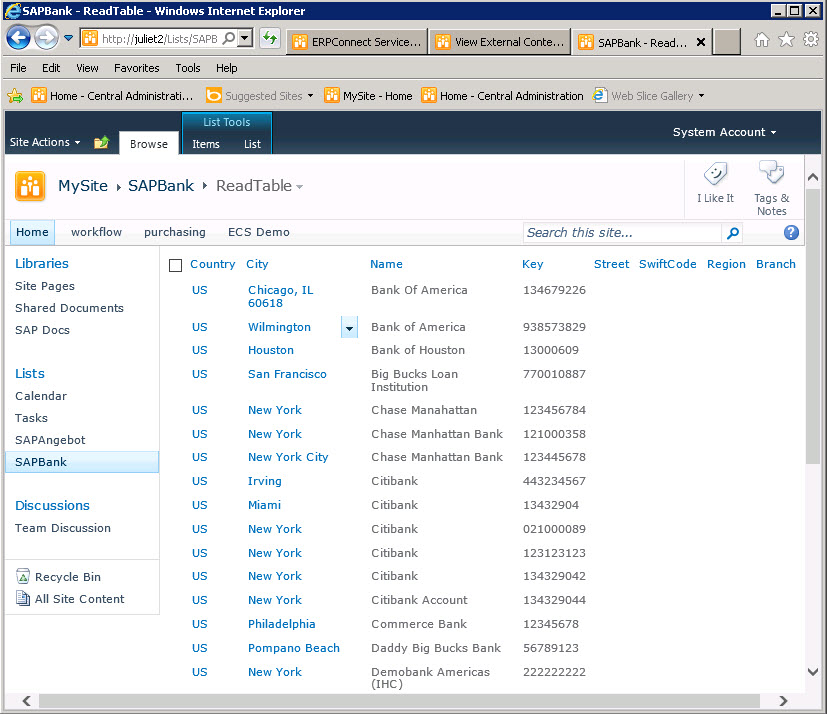 SAPBank - ReadTable - Windows Internet Explorer
http://juliet2/Lists/SAPB
ERPConnect Service...
View External Conte...
SAPBank - Read...
File Edit View Favorites Tools Help
Home - Central Administrati...
Suggested Sites
MySite - Home
Home - Central Administration
Web Slice Gallery
List Tools
Site Actions
Browse
Items
List
System Account
MySite SAPBank ReadTable
I Like It
Tags &
Notes
Home workflow purchasing ECS Demo
Search this site...
Libraries
Site Pages
Shared Documents
SAP Docs
Lists
Calendar
Tasks
SAPAngebot
SAPBank
Discussions
Team Discussion
Recycle Bin
All Site Content
Country City Name Key Street SwiftCode Region Branch
US Chicago, IL Bank Of America 134679226
60618
US Wilmington Bank of America 938573829
US Houston Bank of Houston 13000609
US San Francisco Big Bucks Loan 770010887
Institution
US New York Chase Manahattan 123456784
US New York Chase Manhattan Bank 121000358
US New York City Chase Manhattan Bank 123445678
US Irving Citibank 443234567
US Miami Citibank 13432904
US New York Citibank 021000089
US New York Citibank 123123123
US New York Citibank 134329042
US New York Citibank Account 134329044
US Philadelphia Commerce Bank 12345678
US Pompano Beach Daddy Big Bucks Bank 56789123
US New York Demobank Americas 222222222
(IHC)